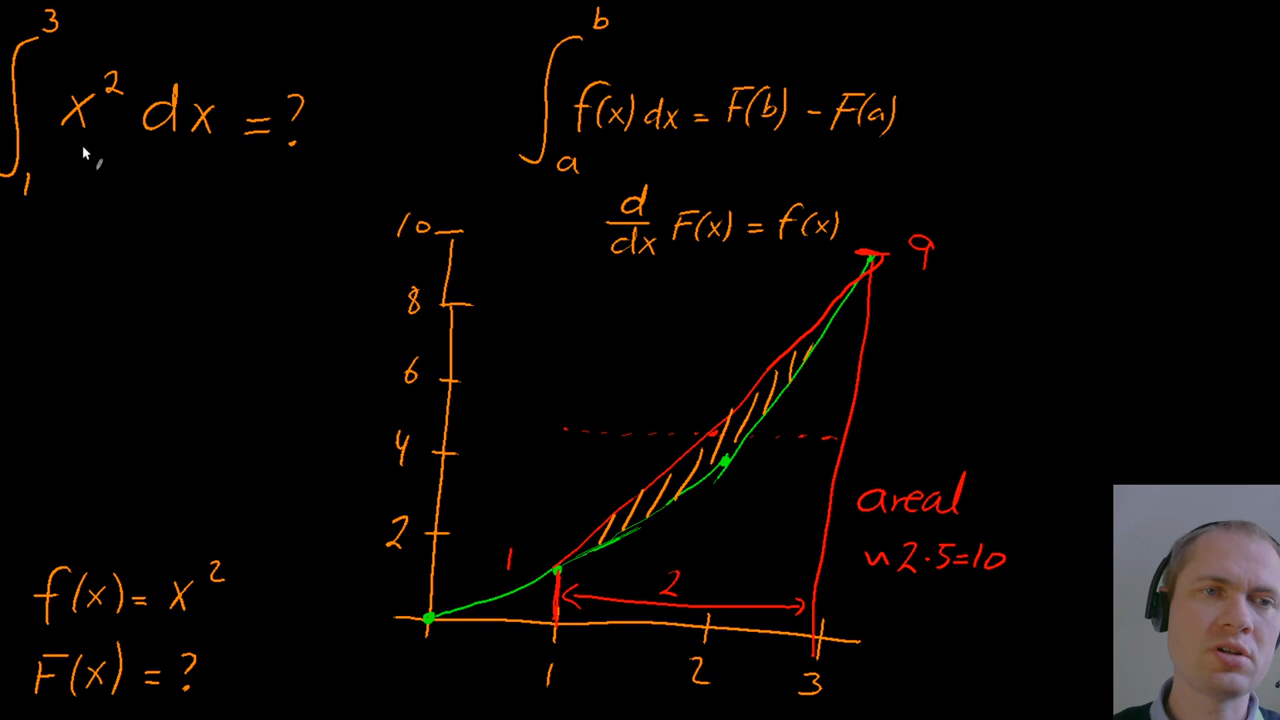 ∫₁³ x² dx = ?
∫ₐᵇ f(x) dx = F(b) - F(a)
d/dx F(x) = f(x)
10
9
8
6
4
2
1
2
areal
~ 2·5=10
f(x) = x²
F(x) = ?
1
2
3